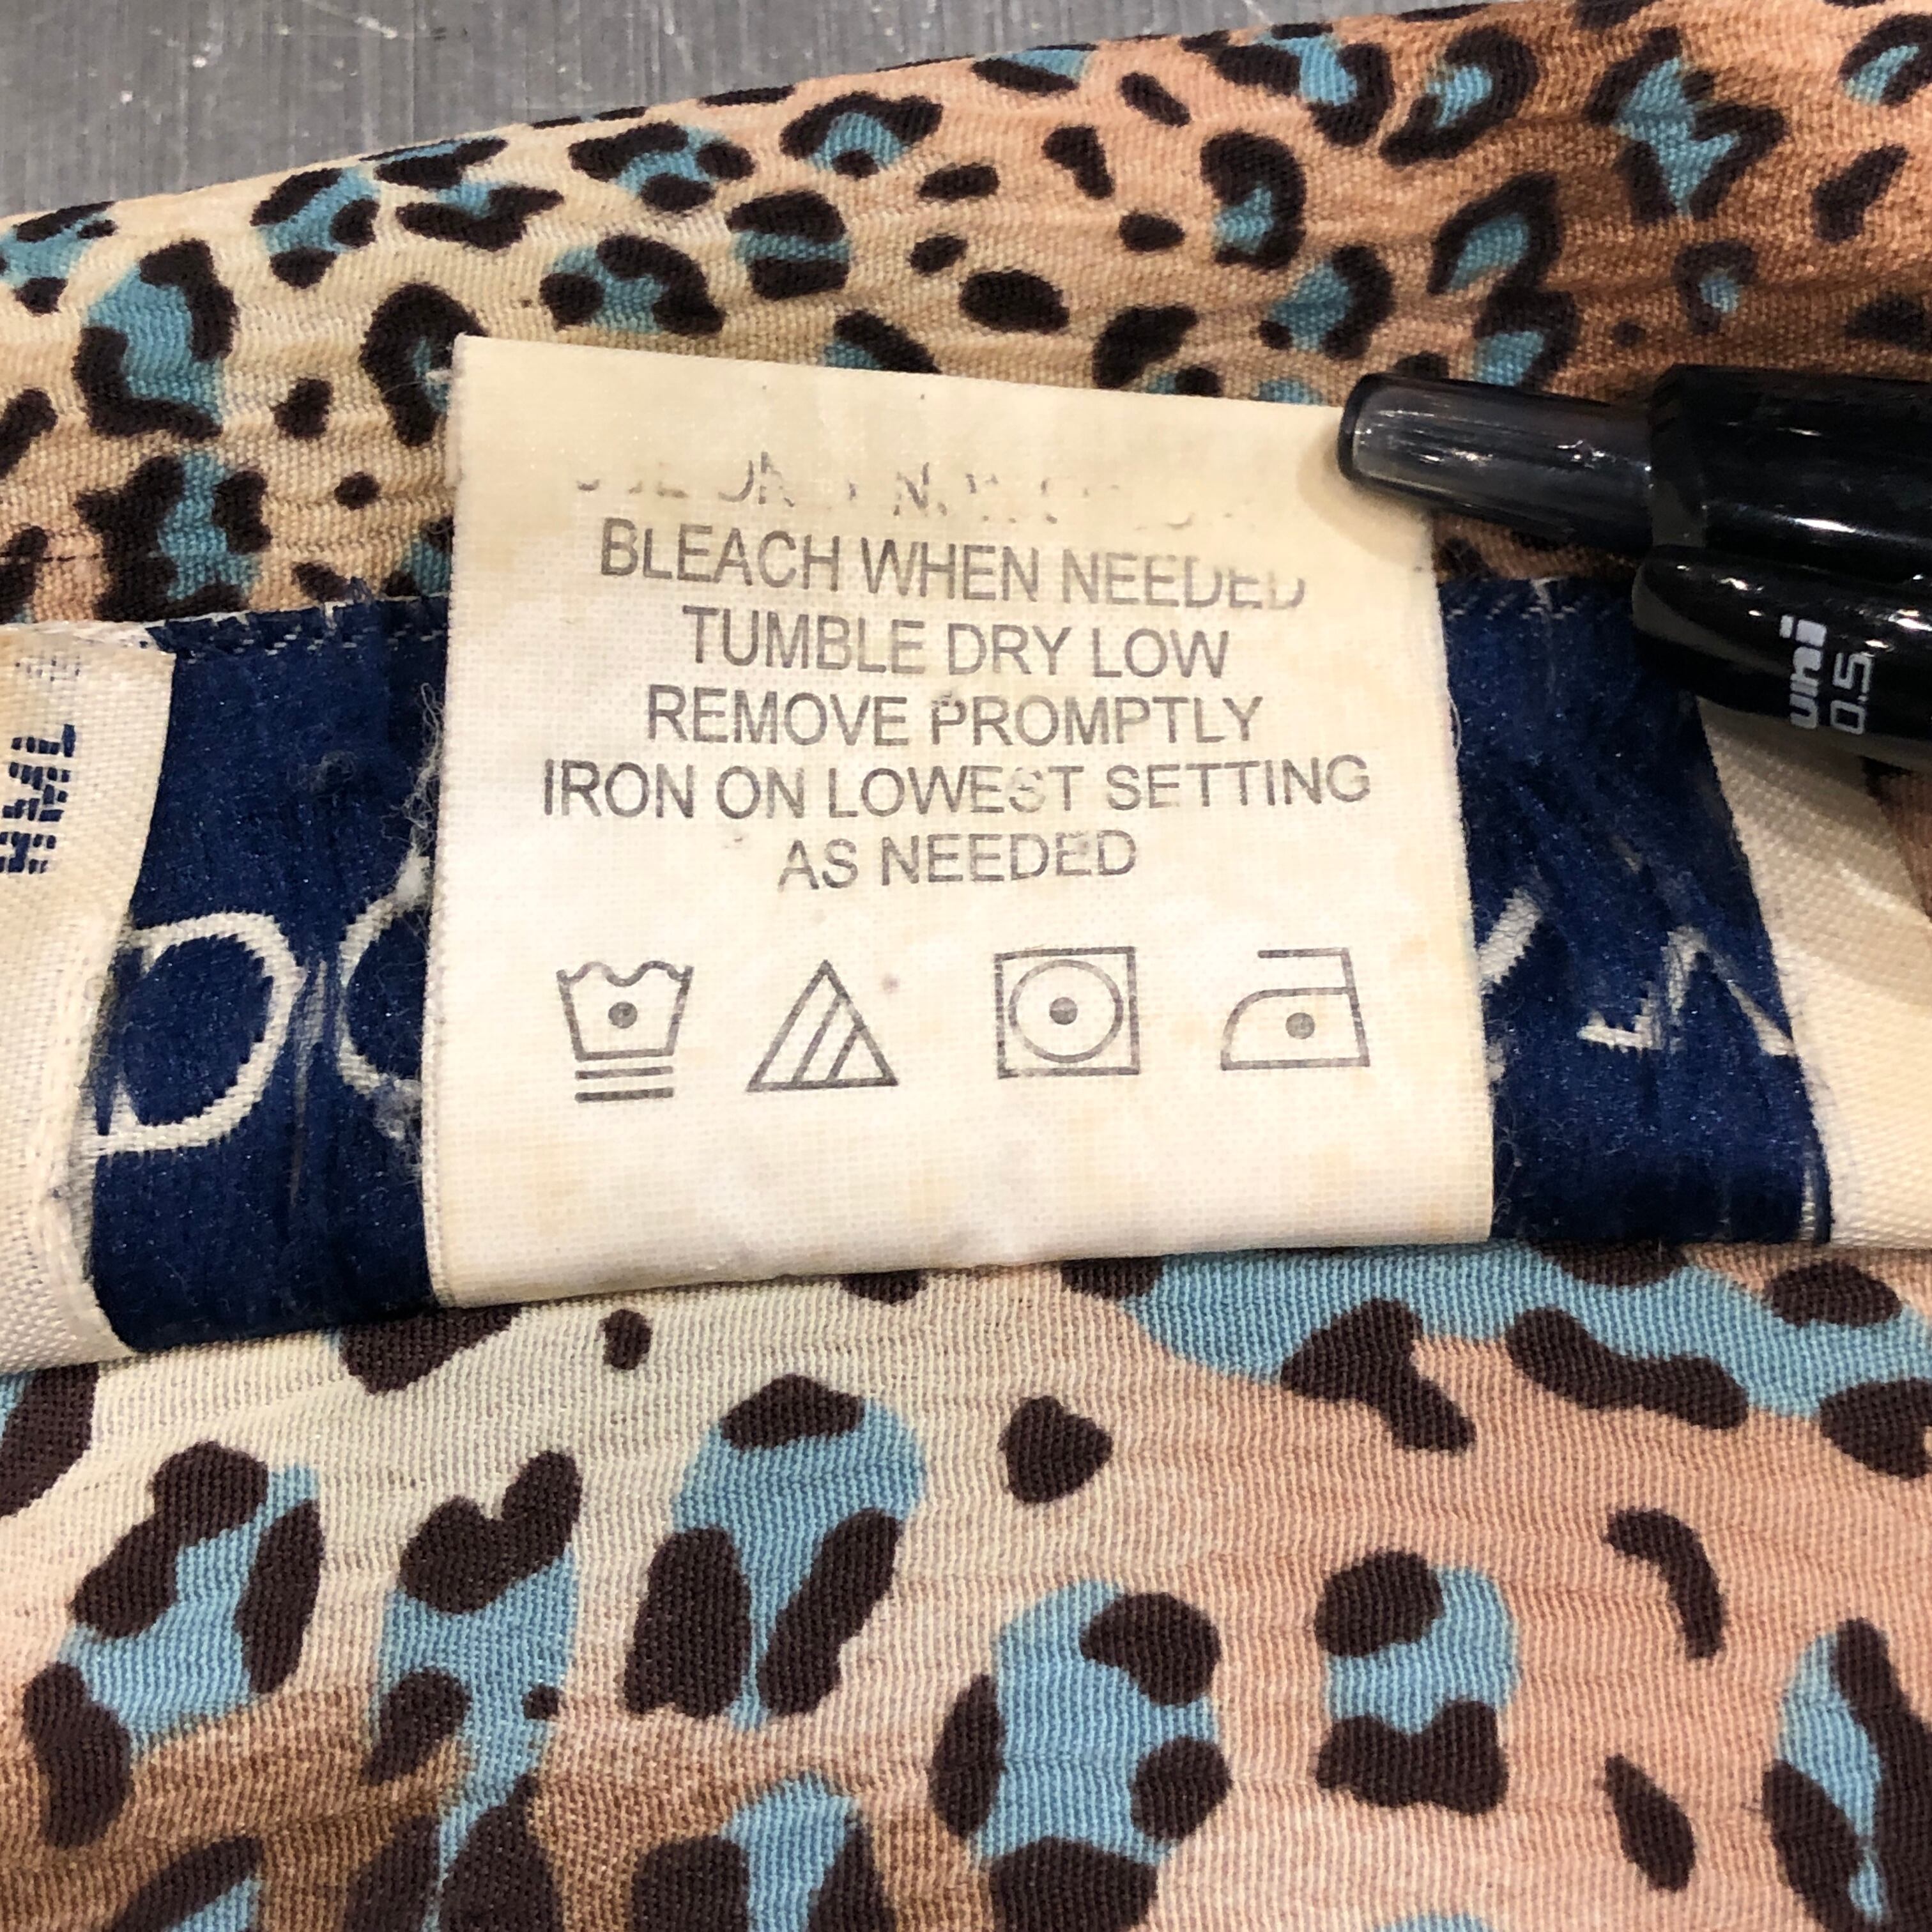 BLEACH WHEN NEEDED
TUMBLE DRY LOW
REMOVE PROMPTLY
IRON ON LOWEST SETTING
AS NEEDED
uni
0.5